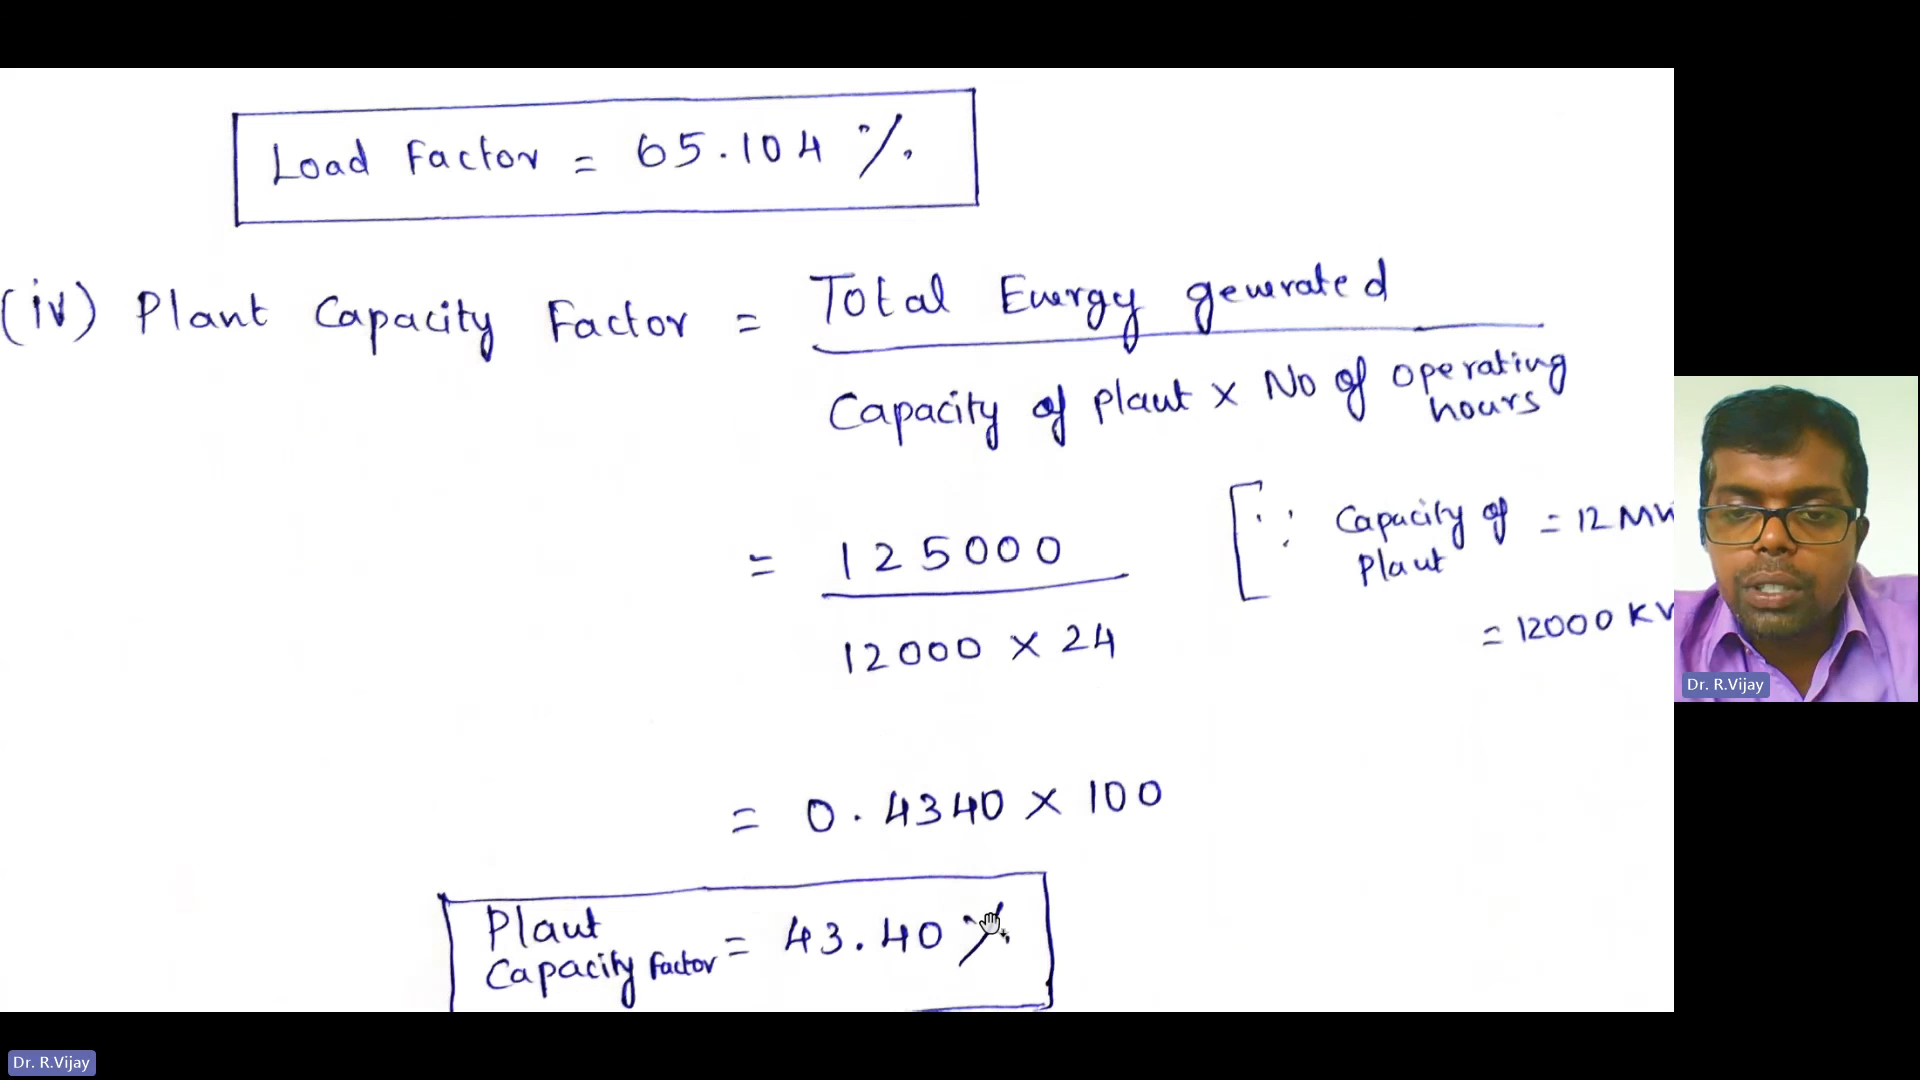 Load Factor = 65.104 %.
(iv) Plant Capacity Factor = Total Energy generated
Capacity of plant × No of operating hours
= 125000
12000 × 24
[∵ Capacity of Plant = 12 MW
= 12000 KW
= 0.4340 × 100
Plant Capacity Factor = 43.40 %
Dr. R.Vijay
Dr. R.Vijay